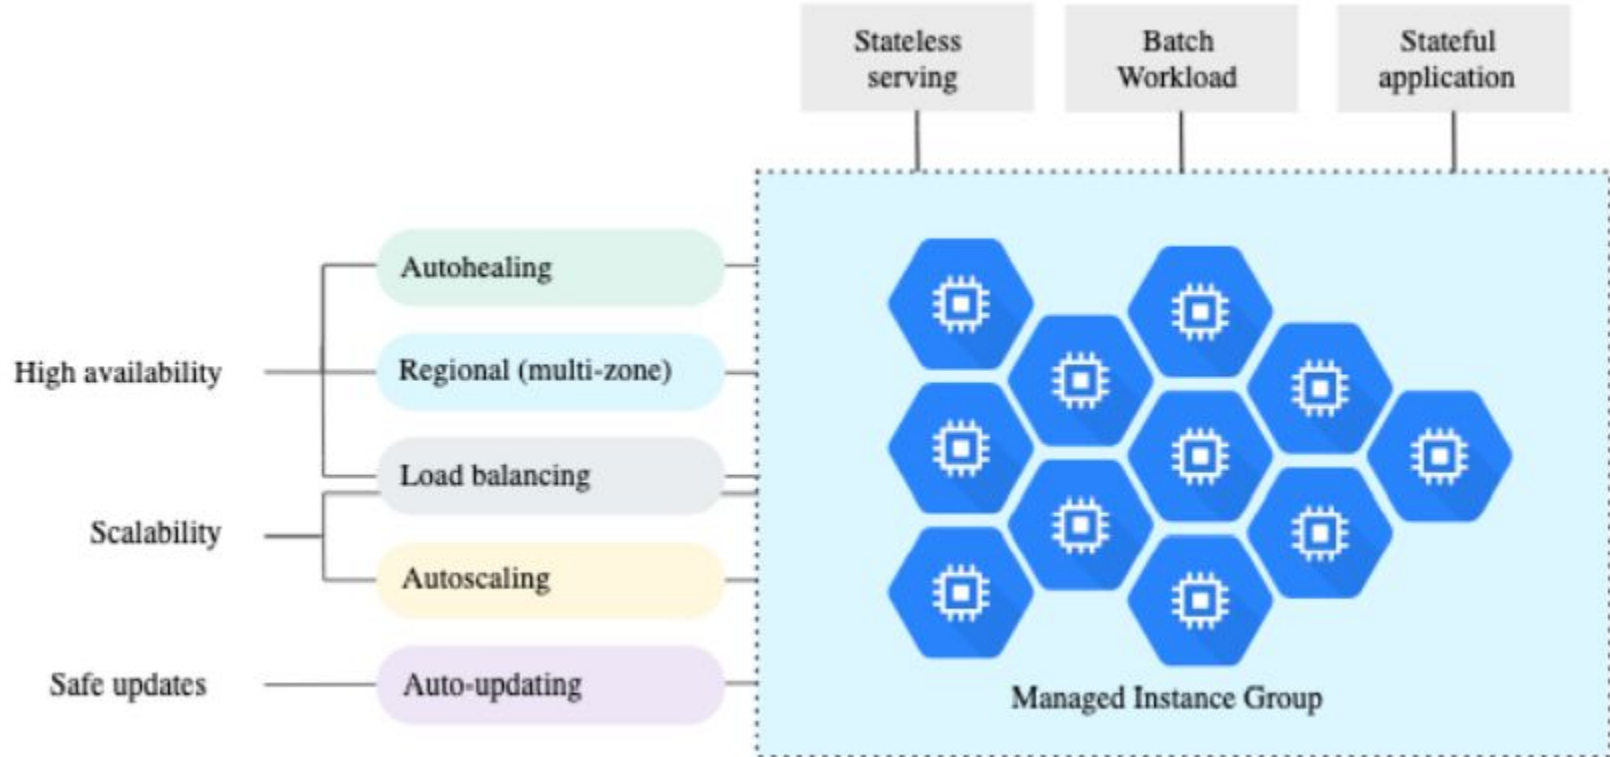 Stateless
serving
Batch
Workload
Stateful
application
High availability
Autohealing
Regional (multi-zone)
Load balancing
Scalability
Autoscaling
Safe updates
Auto-updating
Managed Instance Group